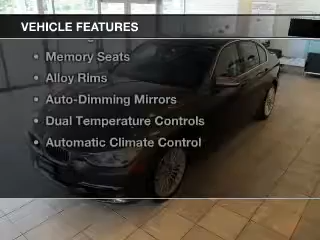 VEHICLE FEATURES
• Memory Seats
• Alloy Rims
• Auto-Dimming Mirrors
• Dual Temperature Controls
• Automatic Climate Control